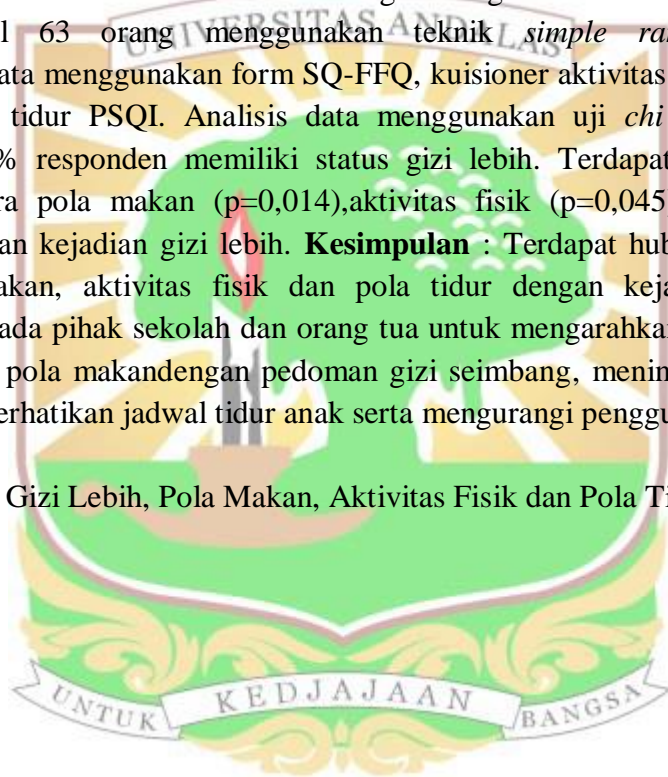 UNIVERSITAS ANDALAS
l 63 orang menggunakan teknik simple
ata menggunakan form SQ-FFQ, kuisioner aktivitas
tidur PSQI. Analisis data menggunakan uji chi
% responden memiliki status gizi lebih. Terdapat
ra pola makan (p=0,014),aktivitas fisik (p=0,045
an kejadian gizi lebih. Kesimpulan : Terdapat hub
akan, aktivitas fisik dan pola tidur dengan keja
ada pihak sekolah dan orang tua untuk mengarahka
pola makandengan pedoman gizi seimbang, menin
erhatikan jadwal tidur anak serta mengurangi penggu
Gizi Lebih, Pola Makan, Aktivitas Fisik dan Pola Ti
UNTUK KEDJAJAAN BANGSA